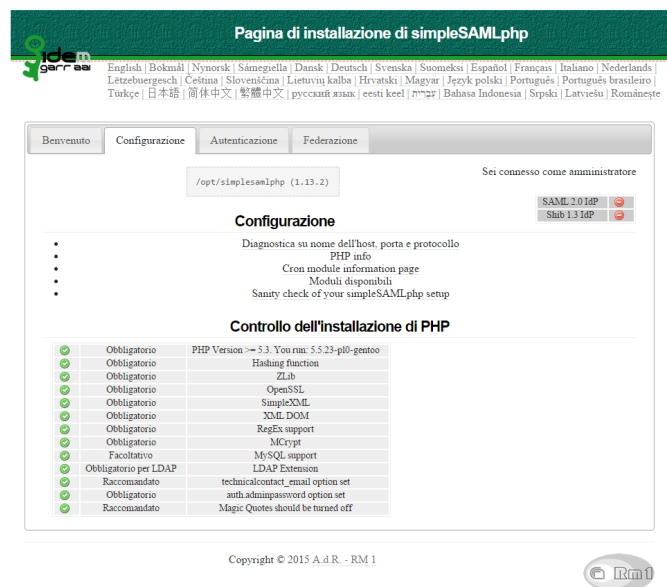 Pagina di installazione di simpleSAMLphp
idem
garr aai
English | Bokmål | Nynorsk | Sámegiella | Dansk | Deutsch | Svenska | Suomeksi | Español | Français | Italiano | Nederlands |
Lëtzebuergesch | Čeština | Slovenščina | Lietuvių kalba | Hrvatski | Magyar | Język polski | Português | Português brasileiro |
Türkçe | 日本語 | 简体中文 | 繁體中文 | русский язык | eesti keel | עִבְרִית | Bahasa Indonesia | Srpski | Latviešu | Românește
Benvenuto
Configurazione
Autenticazione
Federazione
/opt/simplesamlphp (1.13.2)
Sei connesso come amministratore
SAML 2.0 IdP
Shib 1.3 IdP
Configurazione
Diagnostica su nome dell'host, porta e protocollo
PHP info
Cron module information page
Moduli disponibili
Sanity check of your simpleSAMLphp setup
Controllo dell'installazione di PHP
Obbligatorio PHP Version >= 5.3. You run: 5.5.23-pl0-gentoo
Obbligatorio Hashing function
Obbligatorio ZLib
Obbligatorio OpenSSL
Obbligatorio SimpleXML
Obbligatorio XML DOM
Obbligatorio RegEx support
Obbligatorio MCrypt
Facoltativo MySQL support
Obbligatorio per LDAP LDAP Extension
Raccomandato technicalcontact_email option set
Obbligatorio auth.adminpassword option set
Raccomandato Magic Quotes should be turned off
Copyright © 2015 A.d.R. - RM 1
Rm1